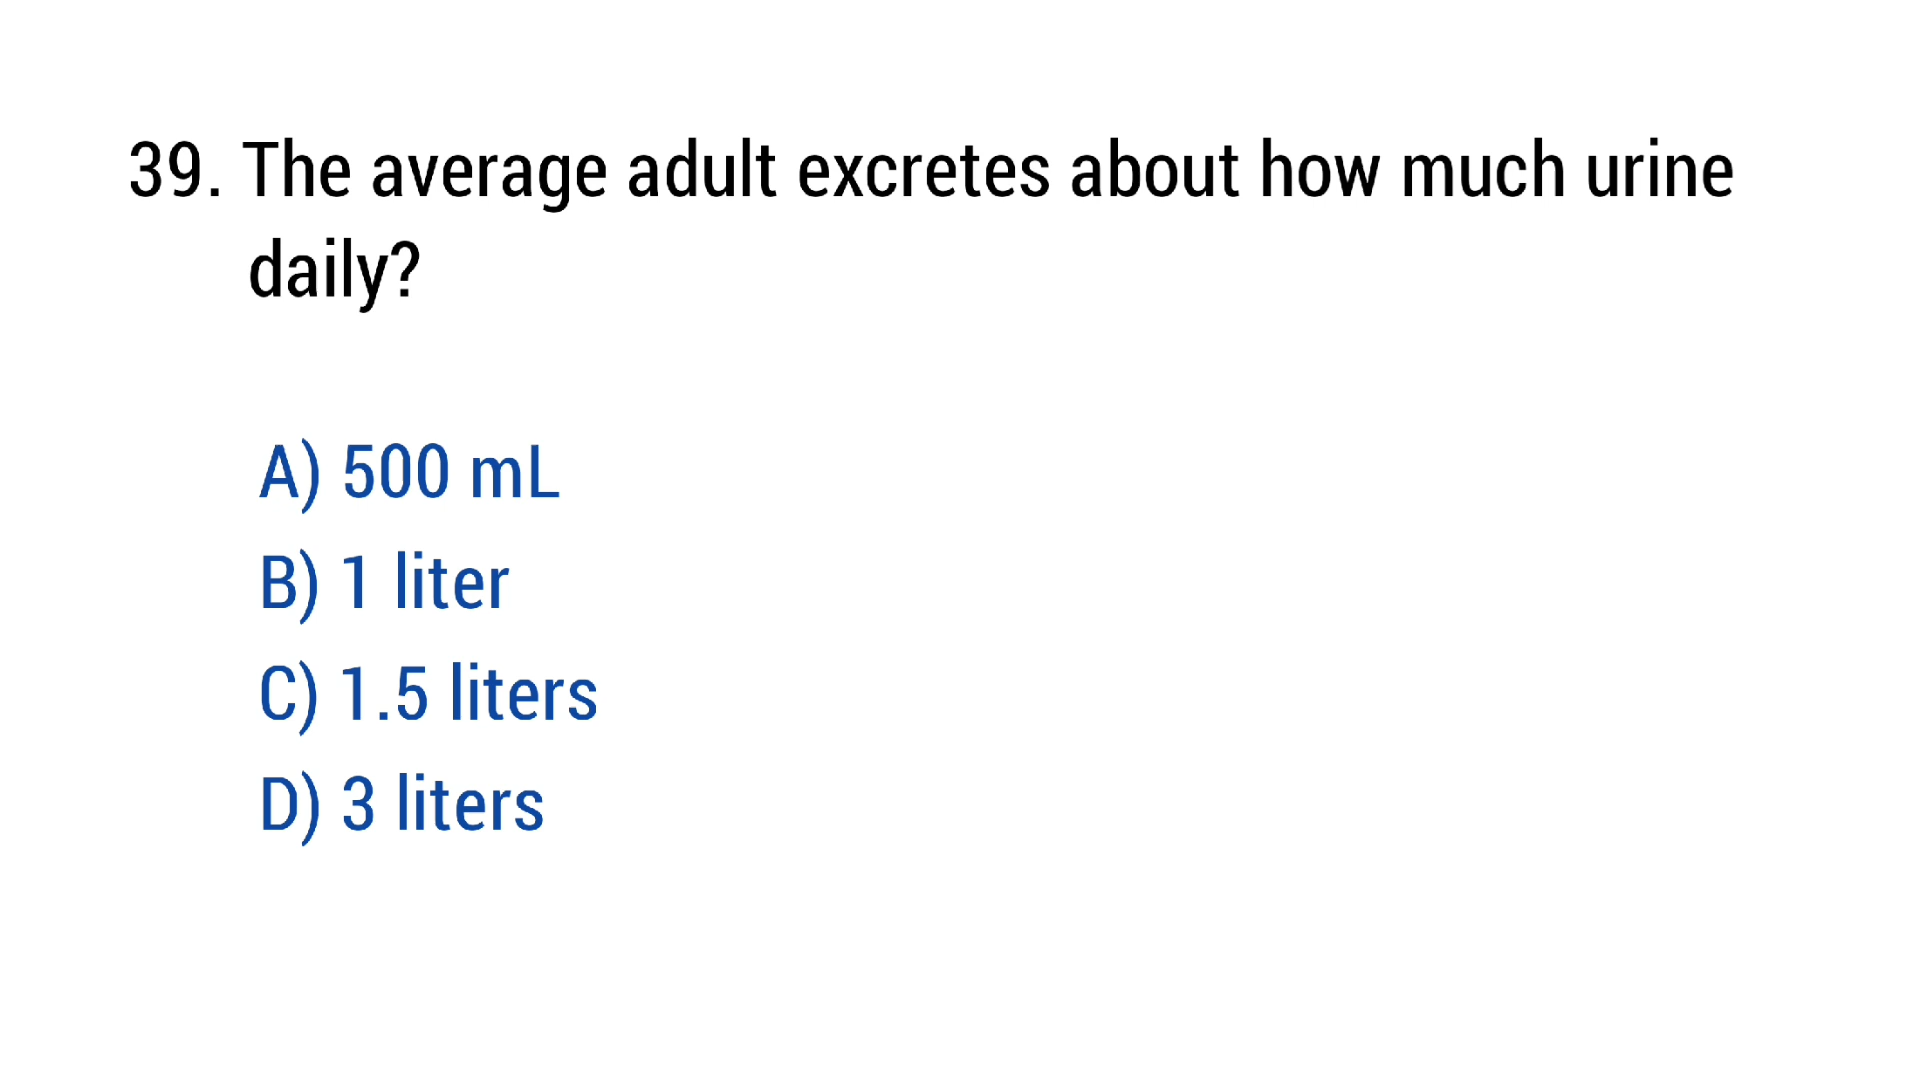 39. The average adult excretes about how much urine
daily?
A) 500 mL
B) 1 liter
C) 1.5 liters
D) 3 liters